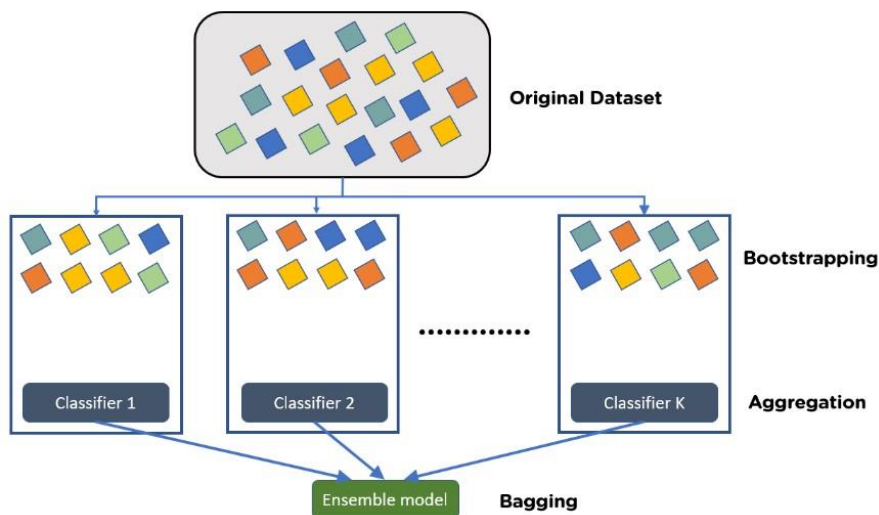 Original Dataset
Bootstrapping
Classifier 1
Classifier 2
Classifier K
Aggregation
Ensemble model
Bagging